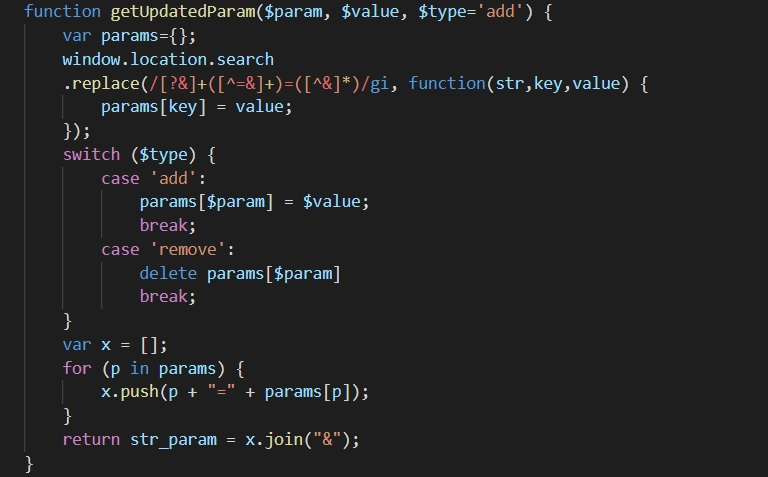 function getUpdatedParam($param, $value, $type='add') {
    var params={};
    window.location.search
    .replace(/[?&]+([^=&]+)=([^&]*)/gi, function(str,key,value) {
        params[key] = value;
    });
    switch ($type) {
        case 'add':
            params[$param] = $value;
            break;
        case 'remove':
            delete params[$param]
            break;
    }
    var x = [];
    for (p in params) {
        x.push(p + "=" + params[p]);
    }
    return str_param = x.join("&");
}